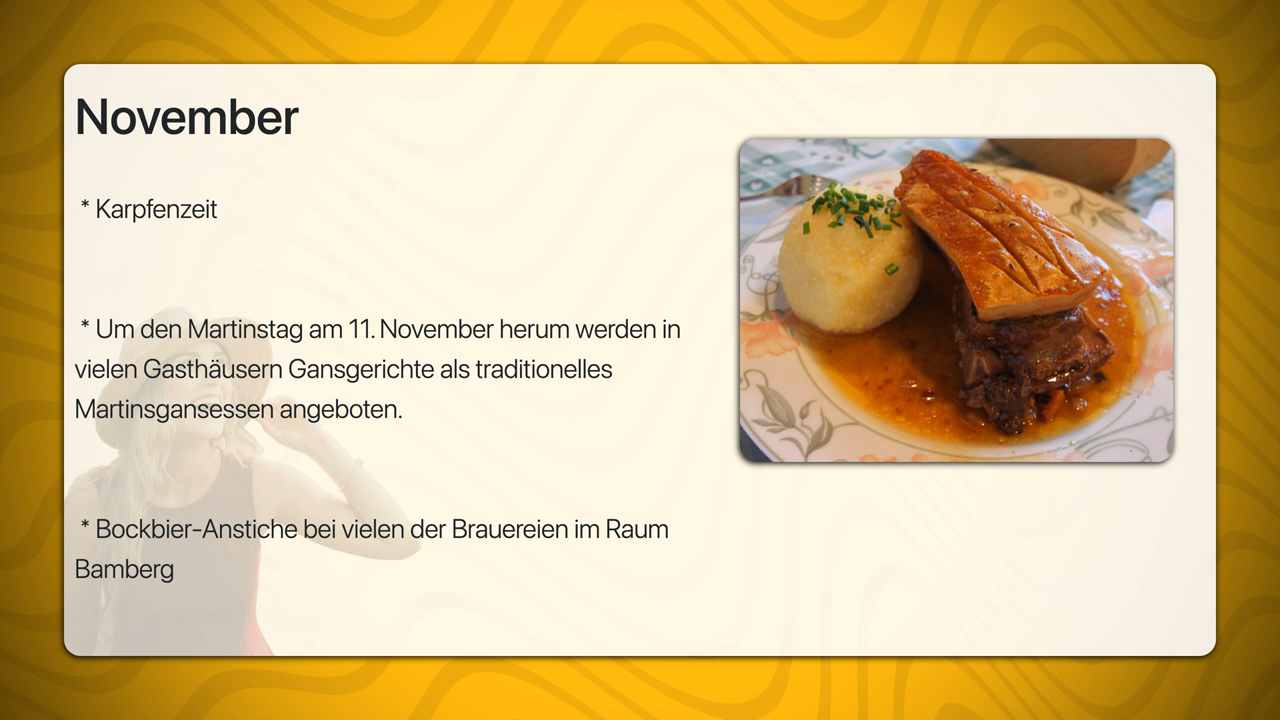 November
* Karpfenzeit
* Um den Martinstag am 11. November herum werden in
vielen Gasthäusern Gansgerichte als traditionelles
Martinsgansessen angeboten.
* Bockbier-Anstiche bei vielen der Brauereien im Raum
Bamberg